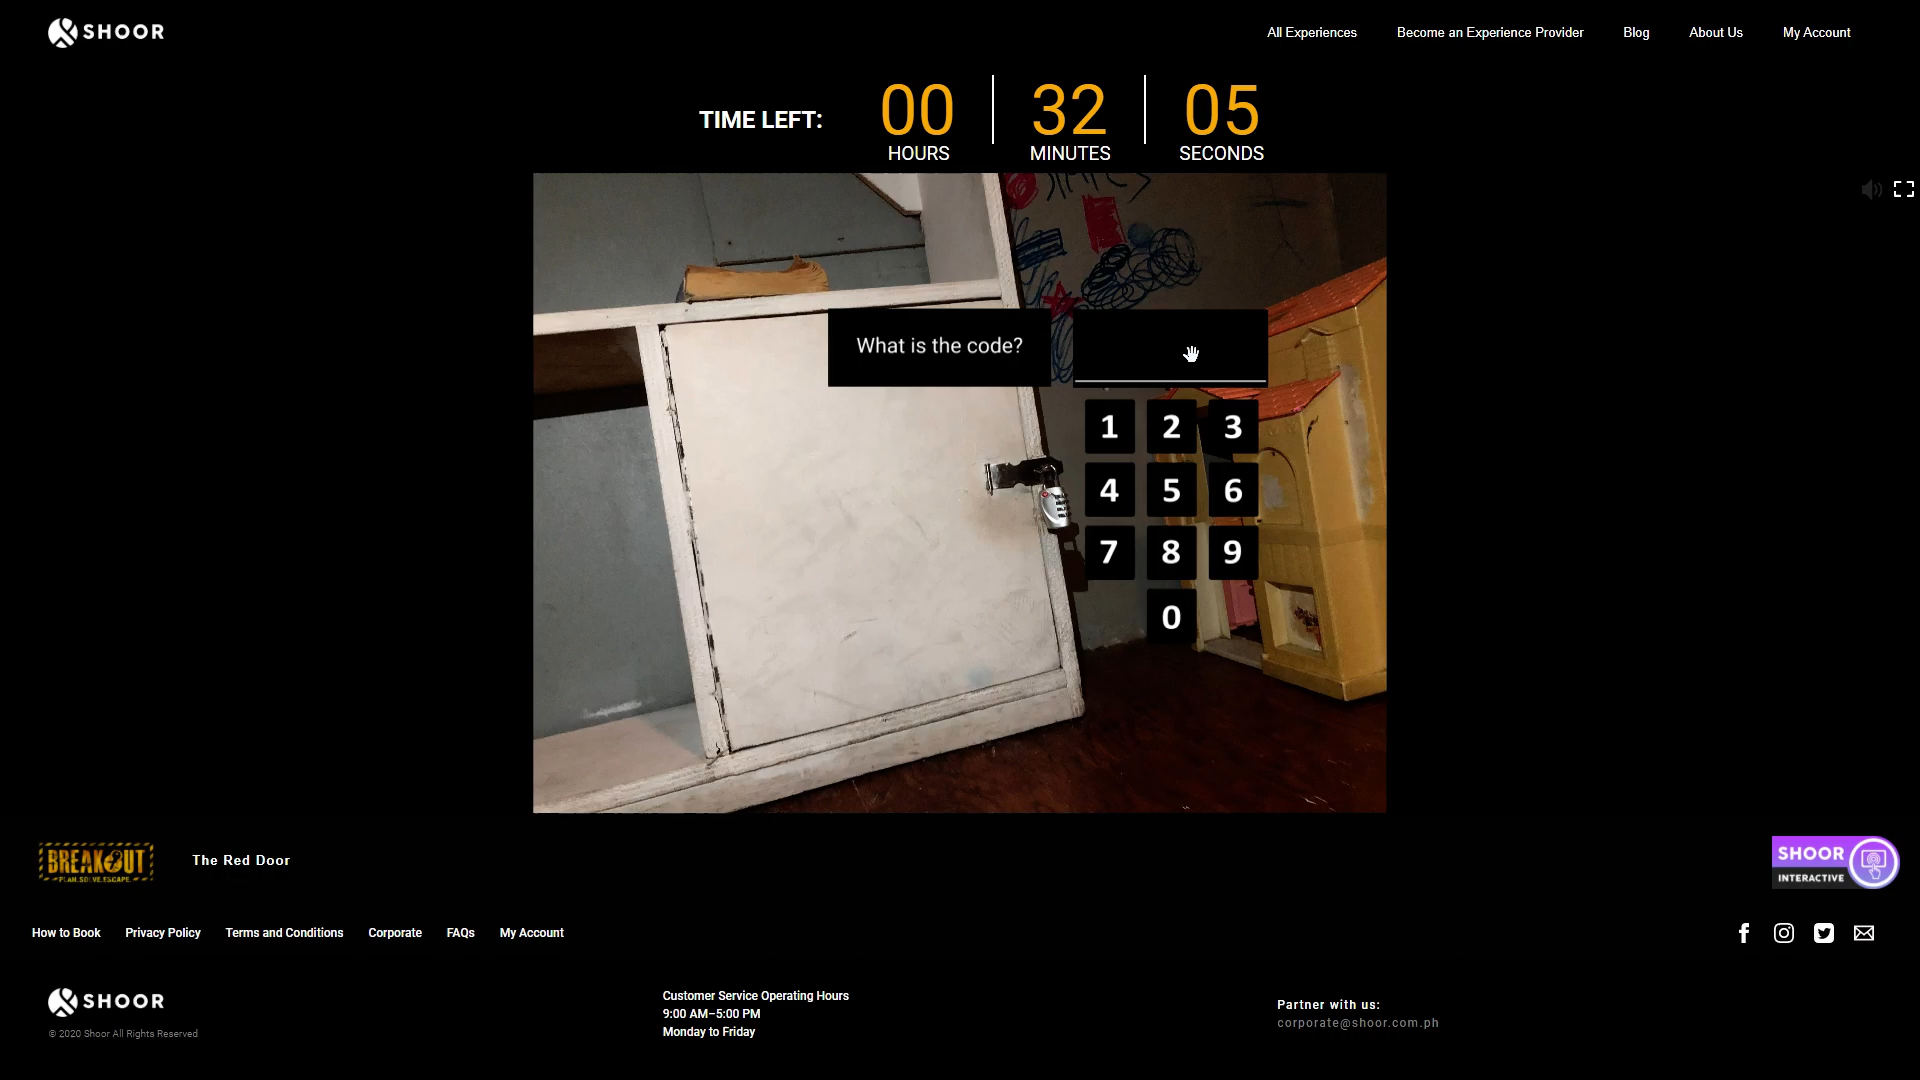 SHOOR
All Experiences
Become an Experience Provider
Blog
About Us
My Account
TIME LEFT:
00
32
05
HOURS
MINUTES
SECONDS
What is the code?
1 2 3
4 5 6
7 8 9
0
BREAKOUT
PLAN.SOLVE.ESCAPE.
The Red Door
SHOOR
INTERACTIVE
How to Book
Privacy Policy
Terms and Conditions
Corporate
FAQs
My Account
SHOOR
© 2020 Shoor All Rights Reserved
Customer Service Operating Hours
9:00 AM–5:00 PM
Monday to Friday
Partner with us:
corporate@shoor.com.ph